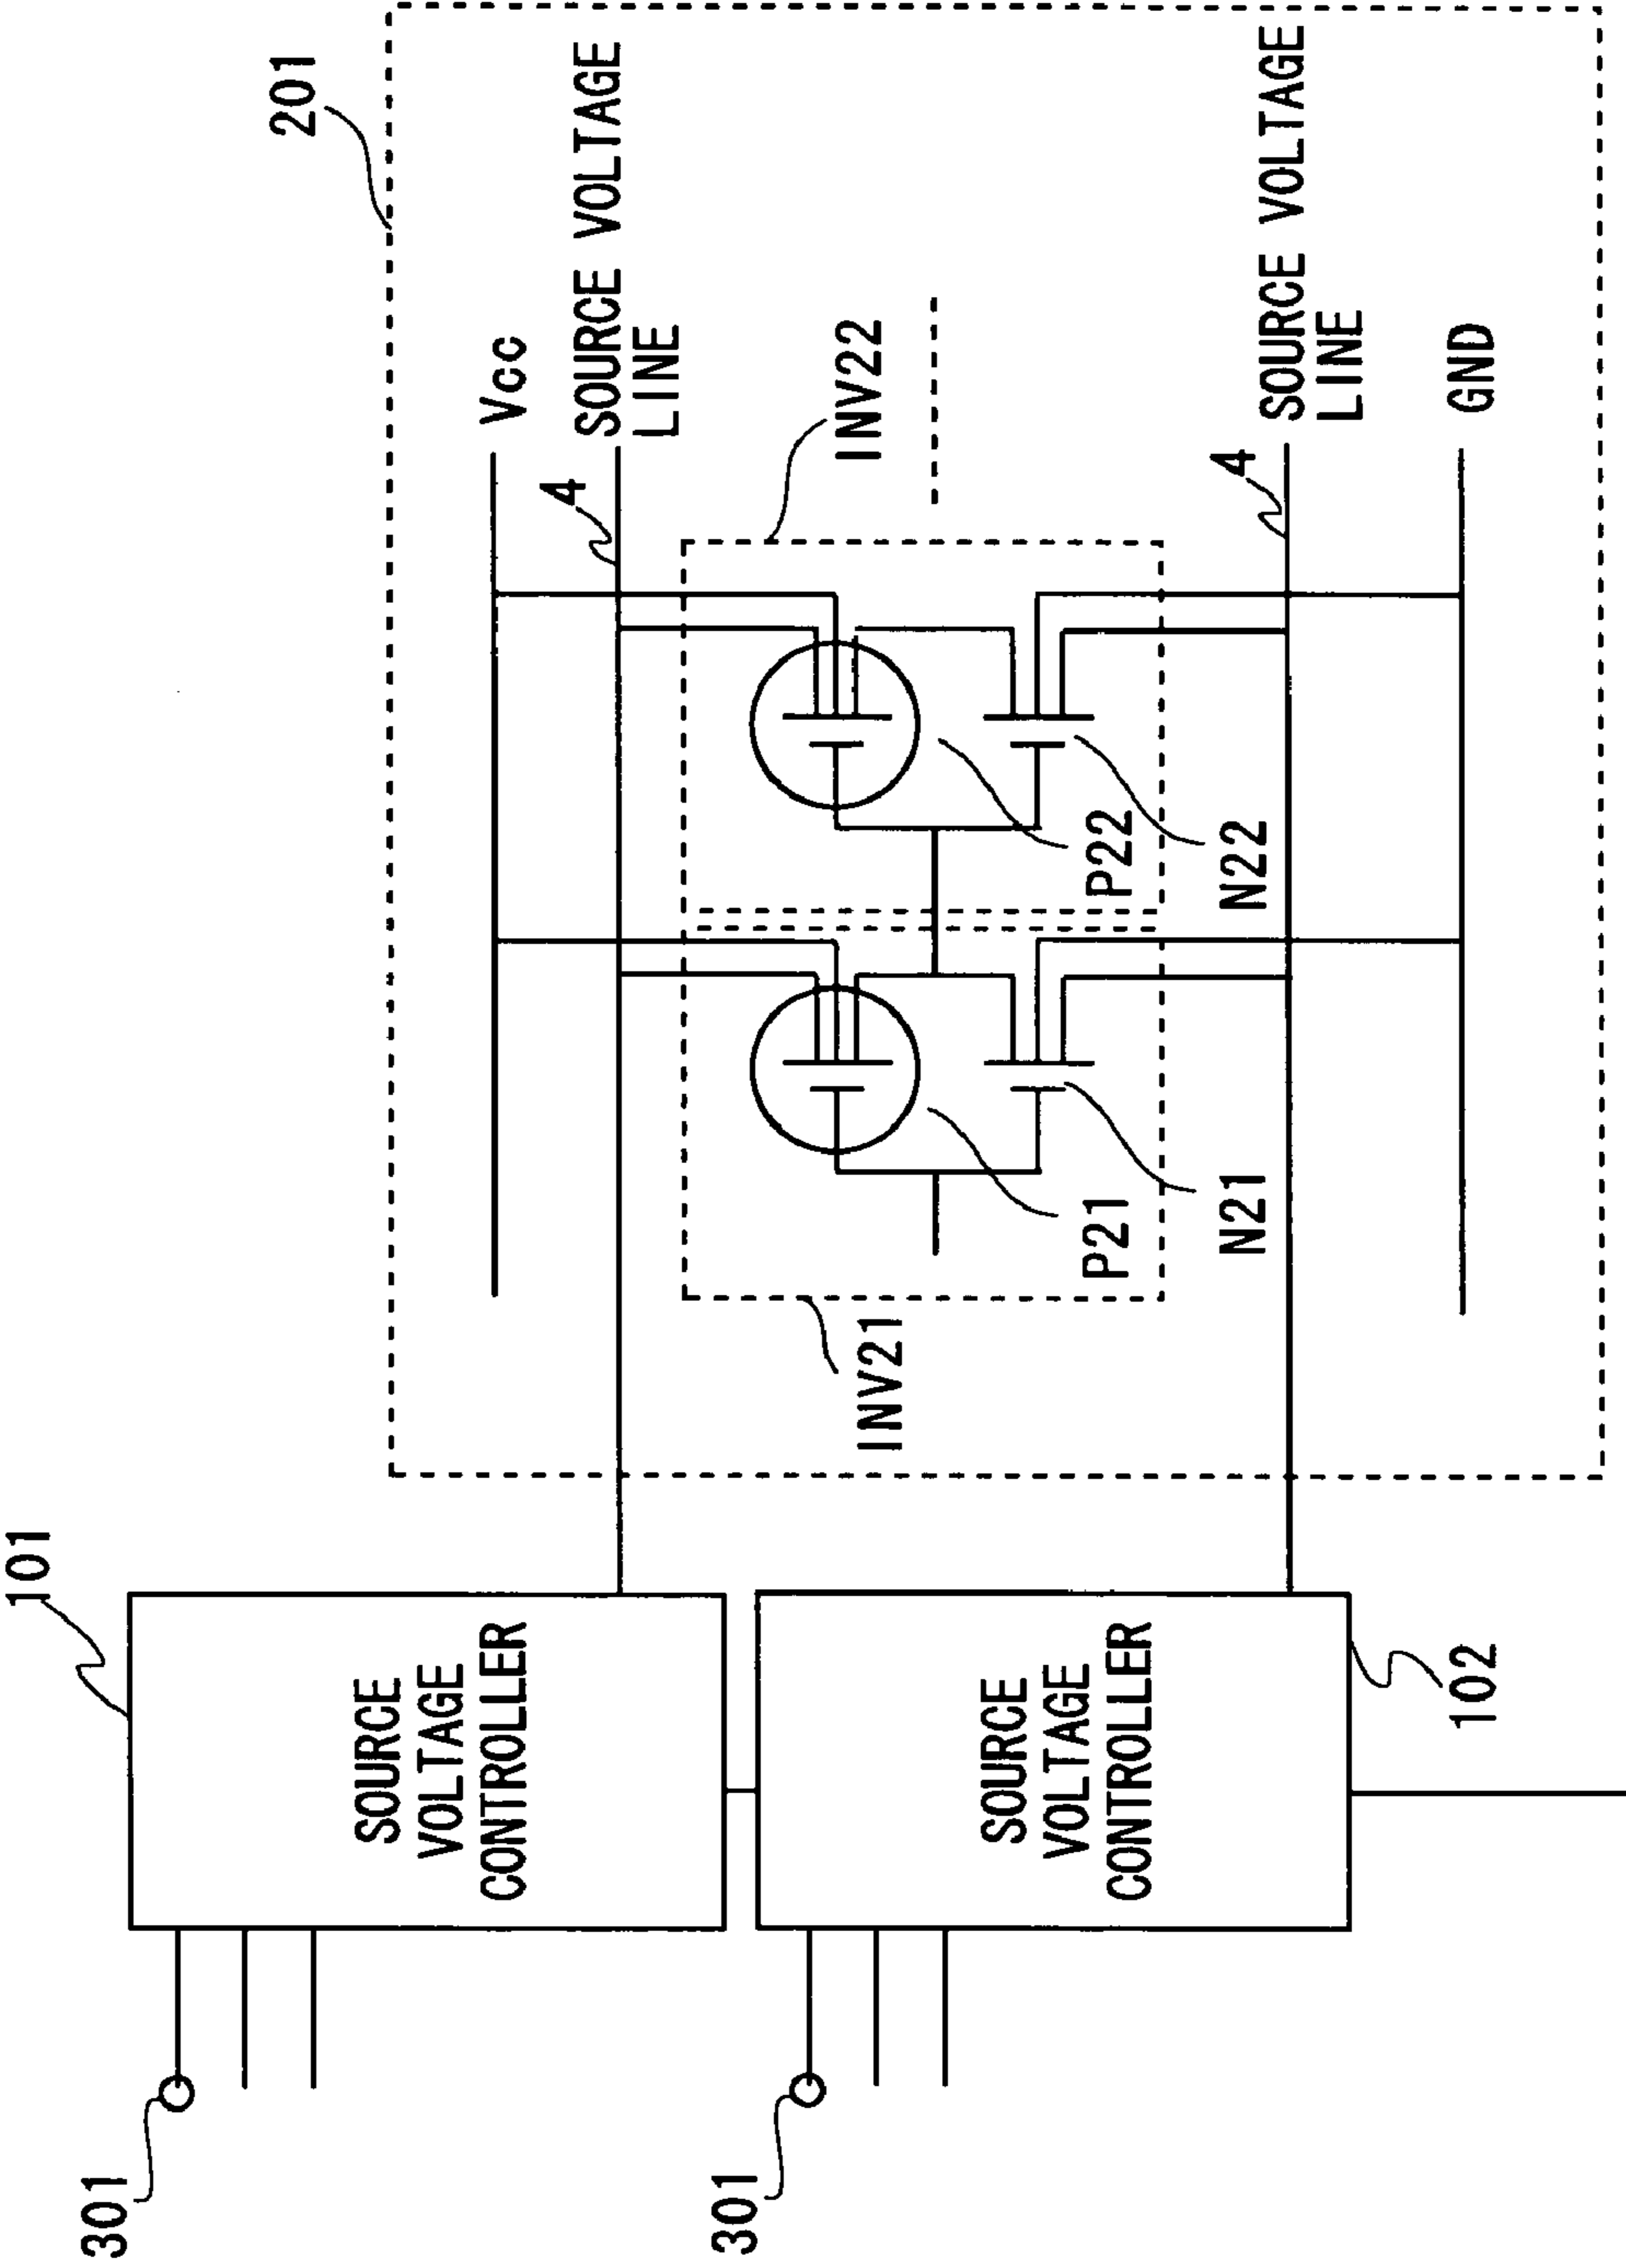 101
301
SOURCE
VOLTAGE
CONTROLLER
301
SOURCE
VOLTAGE
CONTROLLER
102
201
Vcc
4
SOURCE VOLTAGE
LINE
INV21
INV22
P21
P22
N21
N22
4
SOURCE VOLTAGE
LINE
GND